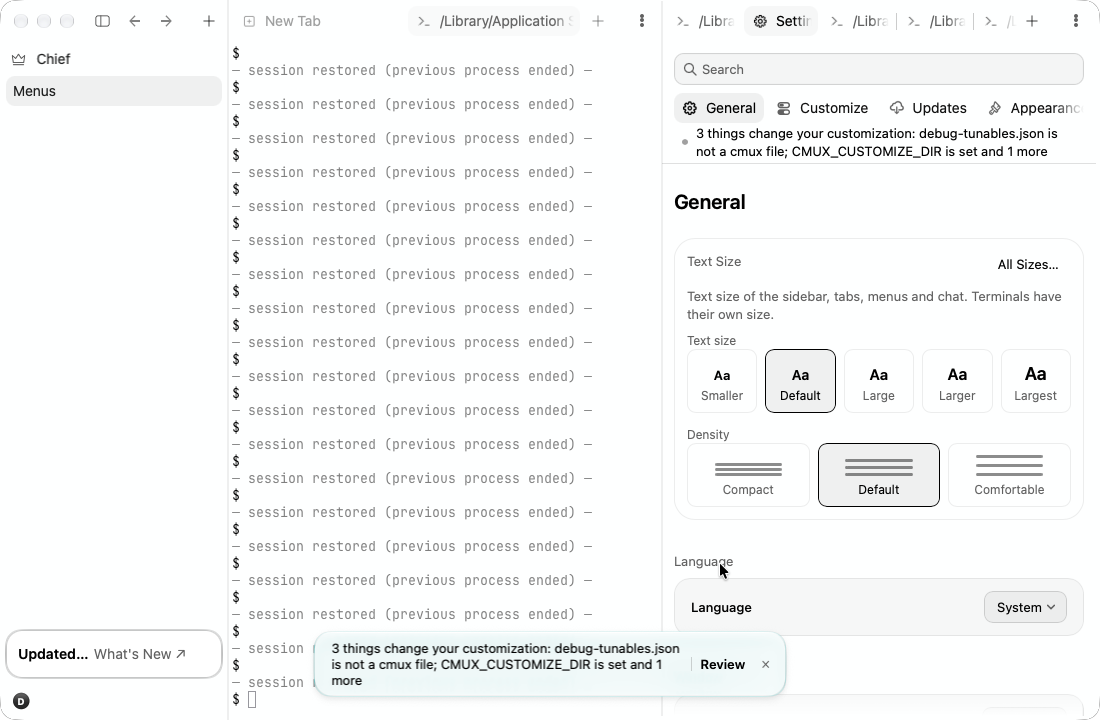 New Tab
/Library/Application
Chief
Menus
$
— session restored (previous process ended) —
$
— session restored (previous process ended) —
$
— session restored (previous process ended) —
$
— session restored (previous process ended) —
$
— session restored (previous process ended) —
$
— session restored (previous process ended) —
$
— session restored (previous process ended) —
$
— session restored (previous process ended) —
$
— session restored (previous process ended) —
$
— session restored (previous process ended) —
$
— session restored (previous process ended) —
$
— session restored (previous process ended) —
$
— session restored (previous process ended) —
$
— session restored (previous process ended) —
$
— session restored (previous process ended) —
$
— session restored (previous process ended) —
$
— session restored (previous process ended) —
$
— session
$
— session
$
Updated... What's New ↗
D
/Libra
Settin
/Libra
/Libra
Search
General
Customize
Updates
Appearanc
3 things change your customization: debug-tunables.json is
not a cmux file; CMUX_CUSTOMIZE_DIR is set and 1 more
General
Text Size
All Sizes...
Text size of the sidebar, tabs, menus and chat. Terminals have
their own size.
Text size
Aa Aa Aa Aa Aa
Smaller Default Large Larger Largest
Density
Compact Default Comfortable
Language
Language
System
3 things change your customization: debug-tunables.json
is not a cmux file; CMUX_CUSTOMIZE_DIR is set and 1
more
Review